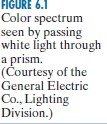 FIGURE 6.1
Color spectrum
seen by passing
white light through
a prism.
(Courtesy of the
General Electric
Co., Lighting
Division.)